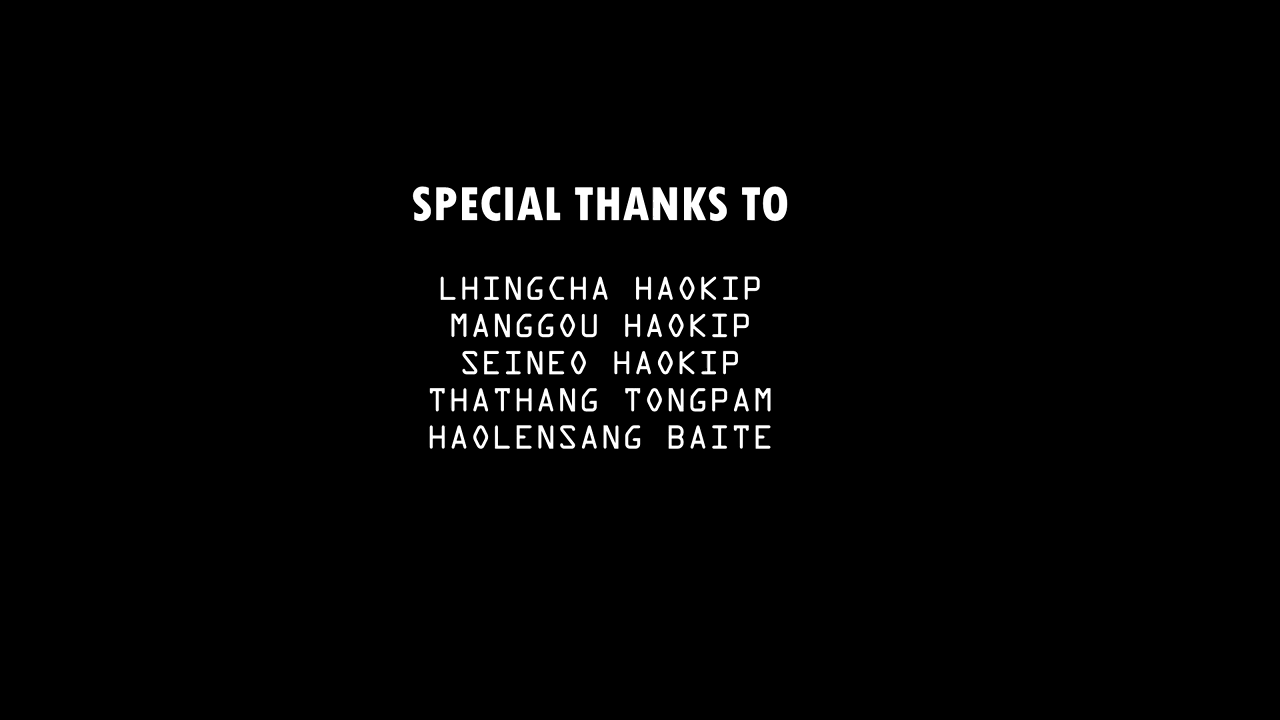 SPECIAL THANKS TO
LHINGCHA HAOKIP
MANGGOU HAOKIP
SEINEO HAOKIP
THATHANG TONGPAM
HAOLENSANG BAITE